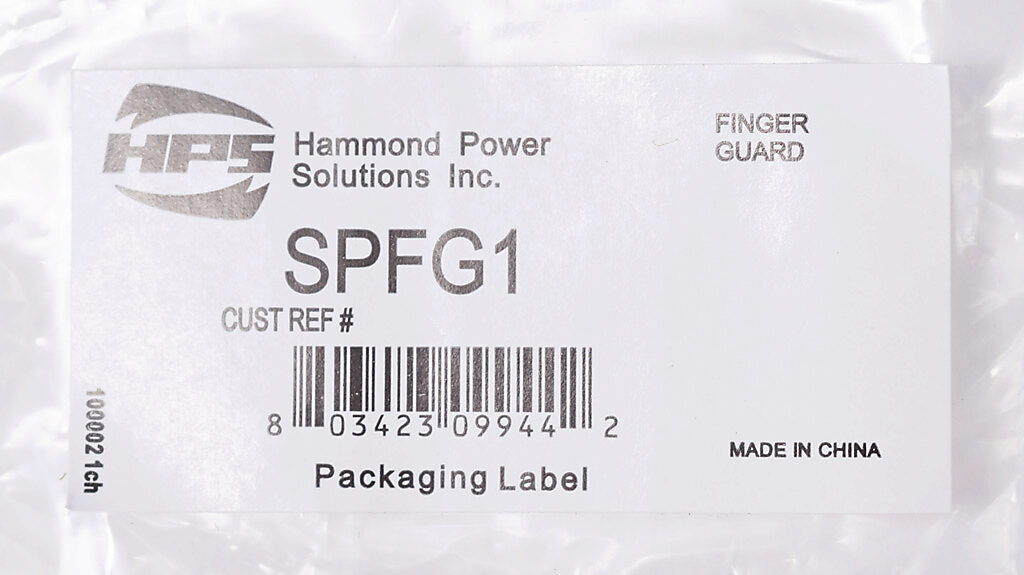 HPS
Hammond Power
Solutions Inc.
FINGER
GUARD
SPFG1
CUST REF #
8 03423 09944 2
Packaging Label
MADE IN CHINA
1000021ch